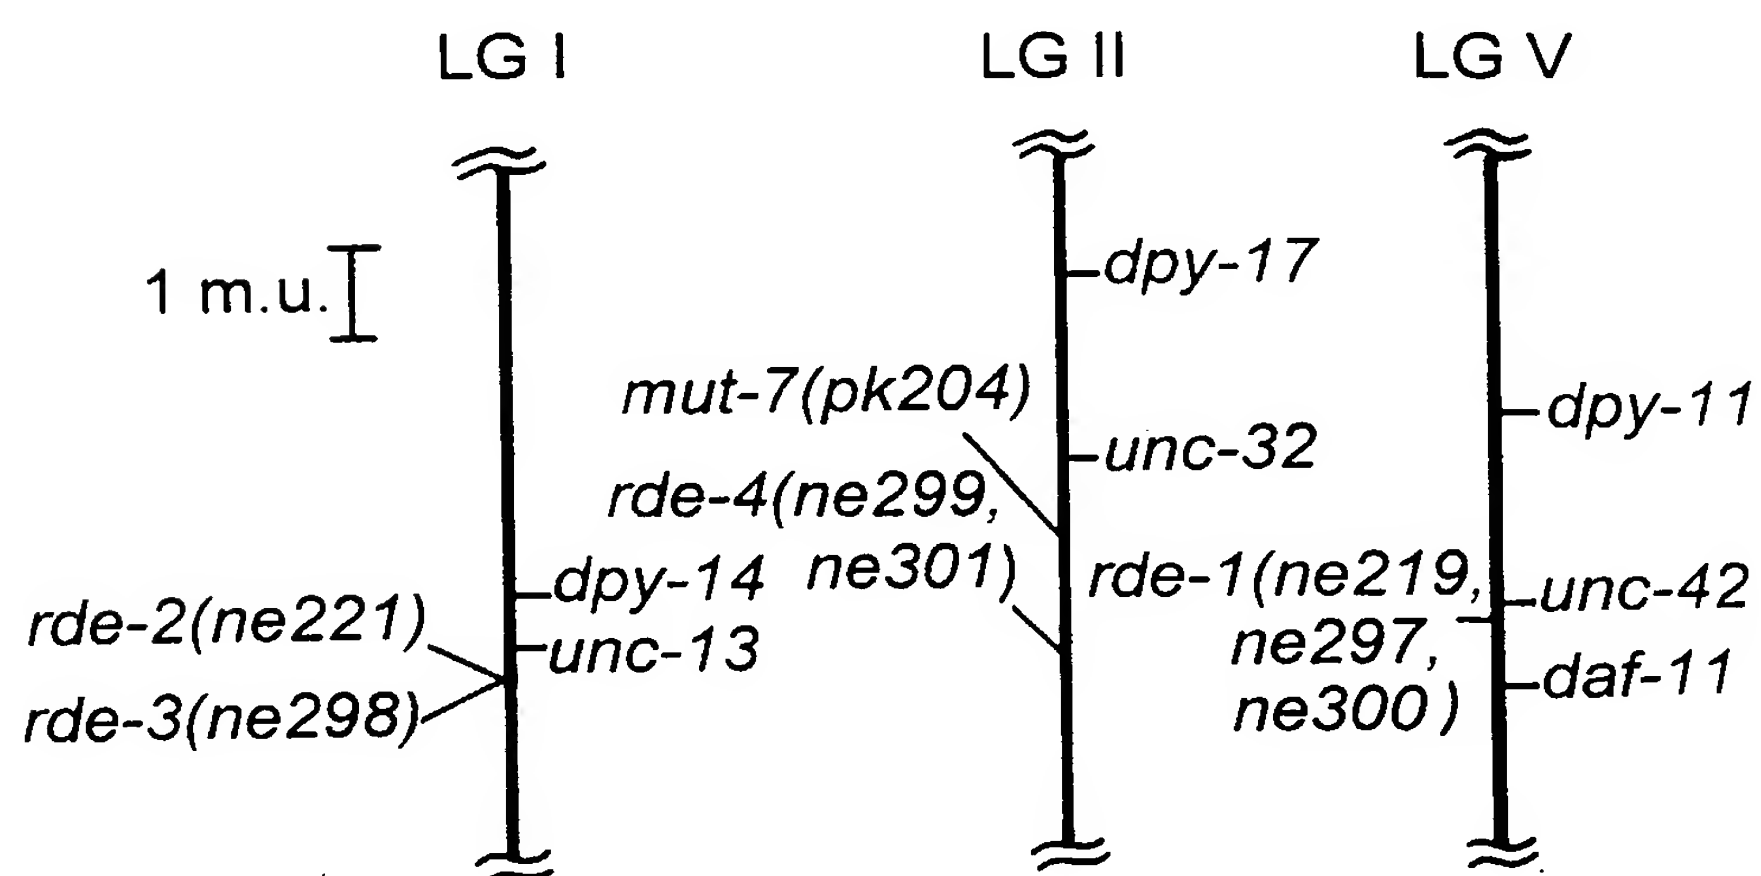 LG I
LG II
LG V
1 m.u.
dpy-17
mut-7(pk204)
dpy-11
unc-32
rde-4(ne299,
ne301)
dpy-14
rde-1(ne219,
ne297,
ne300)
unc-42
rde-2(ne221)
unc-13
daf-11
rde-3(ne298)